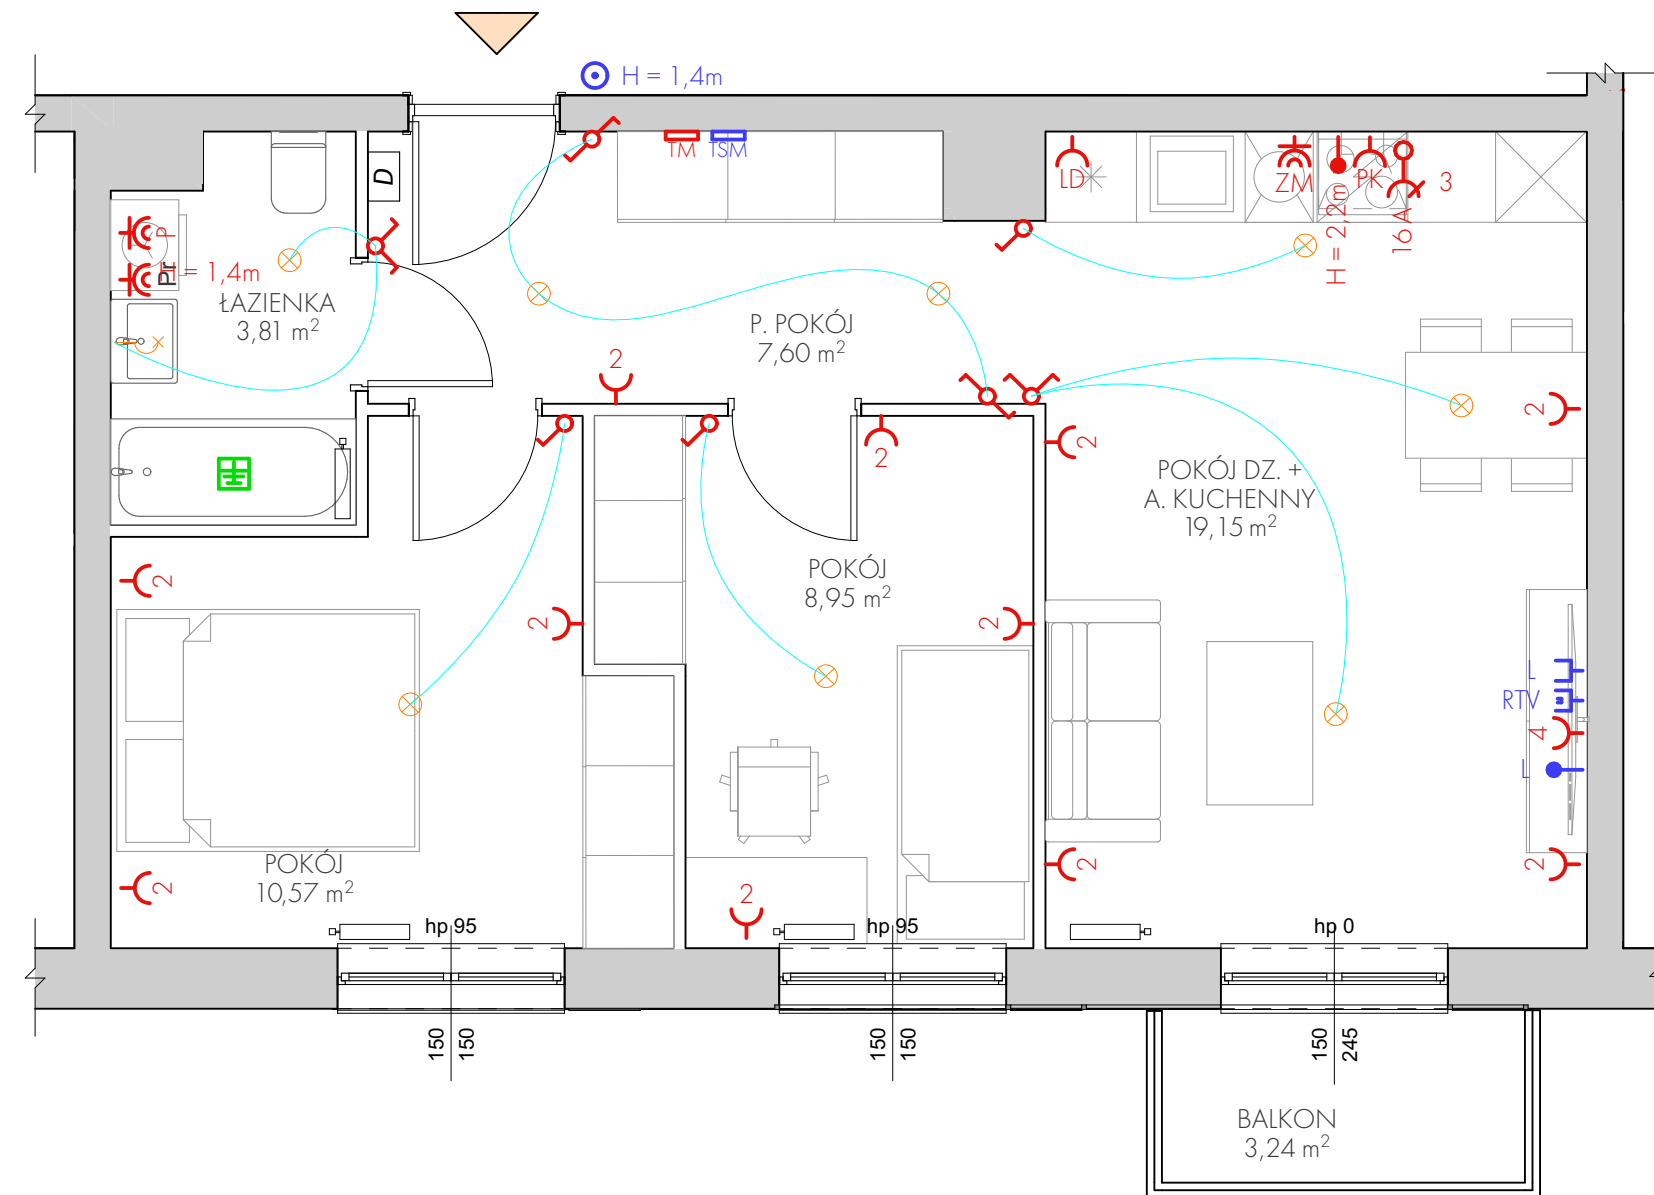 H = 1,4m
TM
TSM
D
LD
ZM
PK
3
H = 2,2m
16 A
P
Pr
H = 1,4m
ŁAZIENKA
3,81 m²
P. POKÓJ
7,60 m²
2
2
2
2
POKÓJ DZ. +
A. KUCHENNY
19,15 m²
POKÓJ
8,95 m²
2
2
2
L
RTV
4
L
POKÓJ
10,57 m²
2
2
2
2
hp 95
hp 95
hp 0
150
150
150
150
150
245
BALKON
3,24 m²